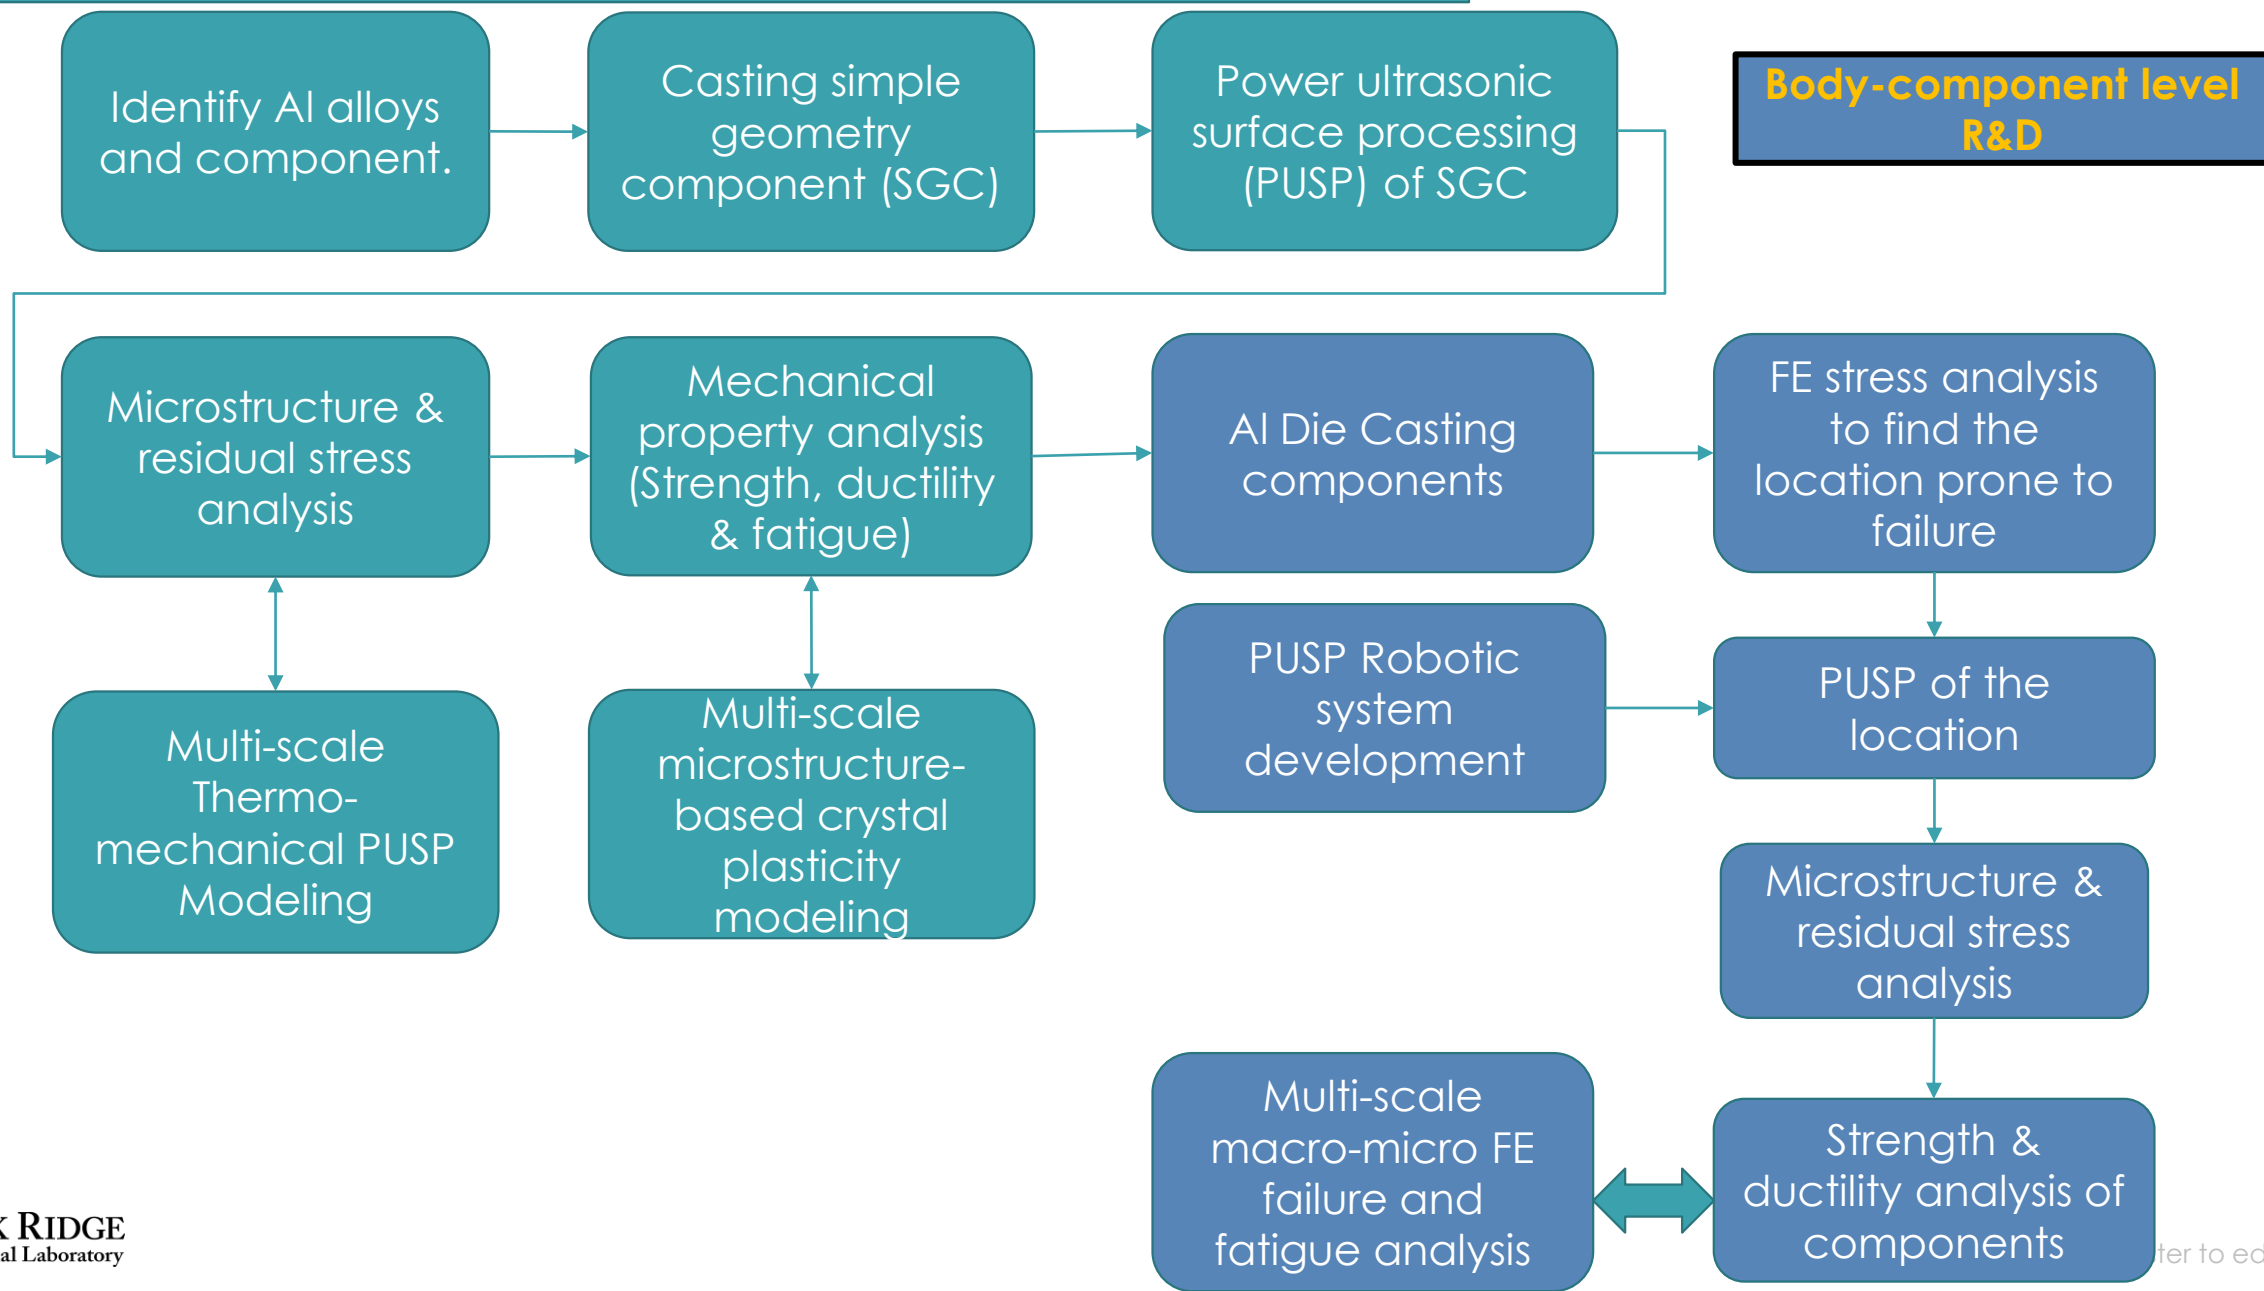 Identify Al alloys
and component.
Casting simple
geometry
component (SGC)
Power ultrasonic
surface processing
(PUSP) of SGC
Body-component level
R&D
Microstructure &
residual stress
analysis
Mechanical
property analysis
(Strength, ductility
& fatigue)
Al Die Casting
components
FE stress analysis
to find the
location prone to
failure
Multi-scale
Thermo-
mechanical PUSP
Modeling
Multi-scale
microstructure-
based crystal
plasticity
modeling
PUSP Robotic
system
development
PUSP of the
location
Microstructure &
residual stress
analysis
Multi-scale
macro-micro FE
failure and
fatigue analysis
Strength &
ductility analysis of
components
RIDGE
Laboratory
to